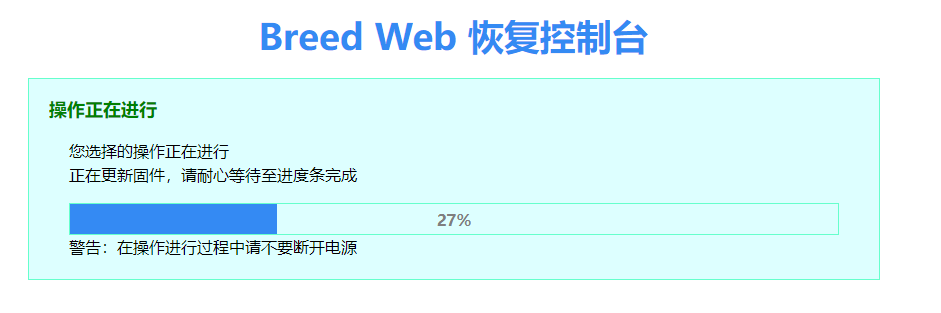 Breed Web 恢复控制台
操作正在进行
您选择的操作正在进行
正在更新固件，请耐心等待至进度条完成
27%
警告：在操作进行过程中请不要断开电源